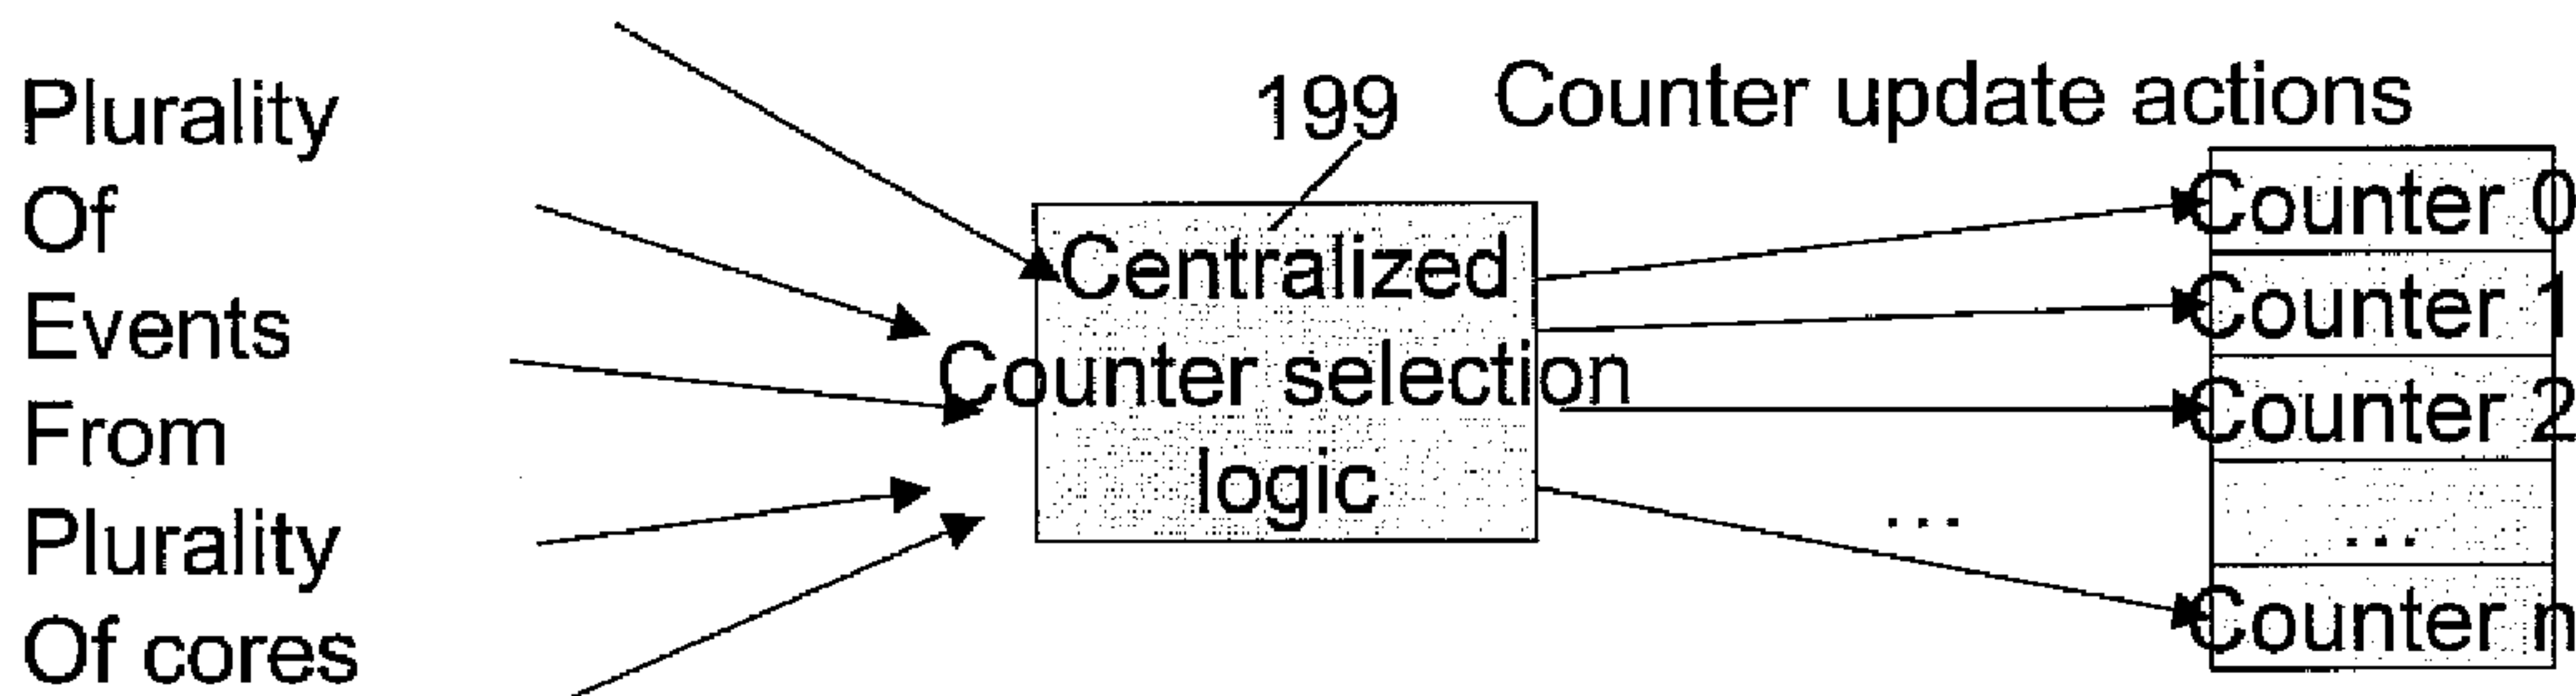 Plurality
Of
Events
From
Plurality
Of cores
199
Centralized
Counter selection
logic
Counter update actions
...
Counter 0
Counter 1
Counter 2
...
Counter n